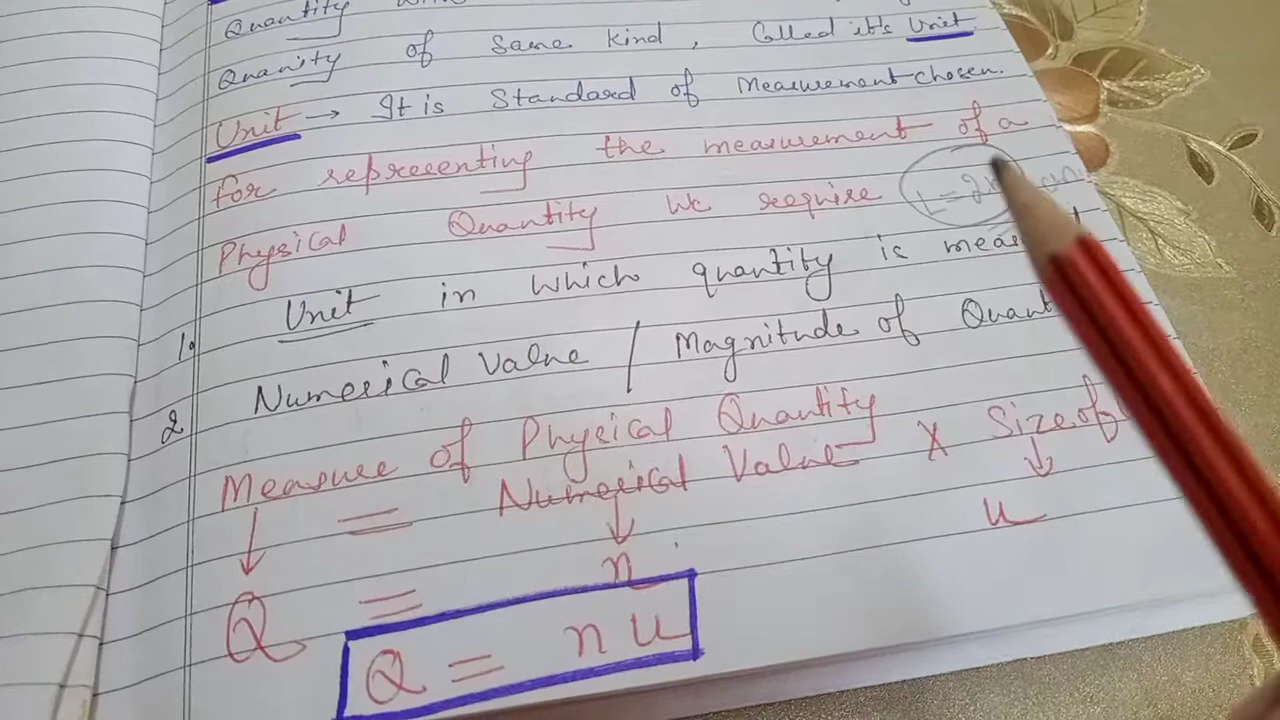 Quantity
Quanity of Same Kind, Called it's Unit
Unit → It is Standard of Measurement chosen.
for representing the measurement of a
Physical Quantity We require
1. Unit in which quantity is
2 Numerical Value / Magnitude of
Measure of Physical Quantity
= Numerical Value X Size of
↓ ↓ ↓
Q = n u
Q = nu